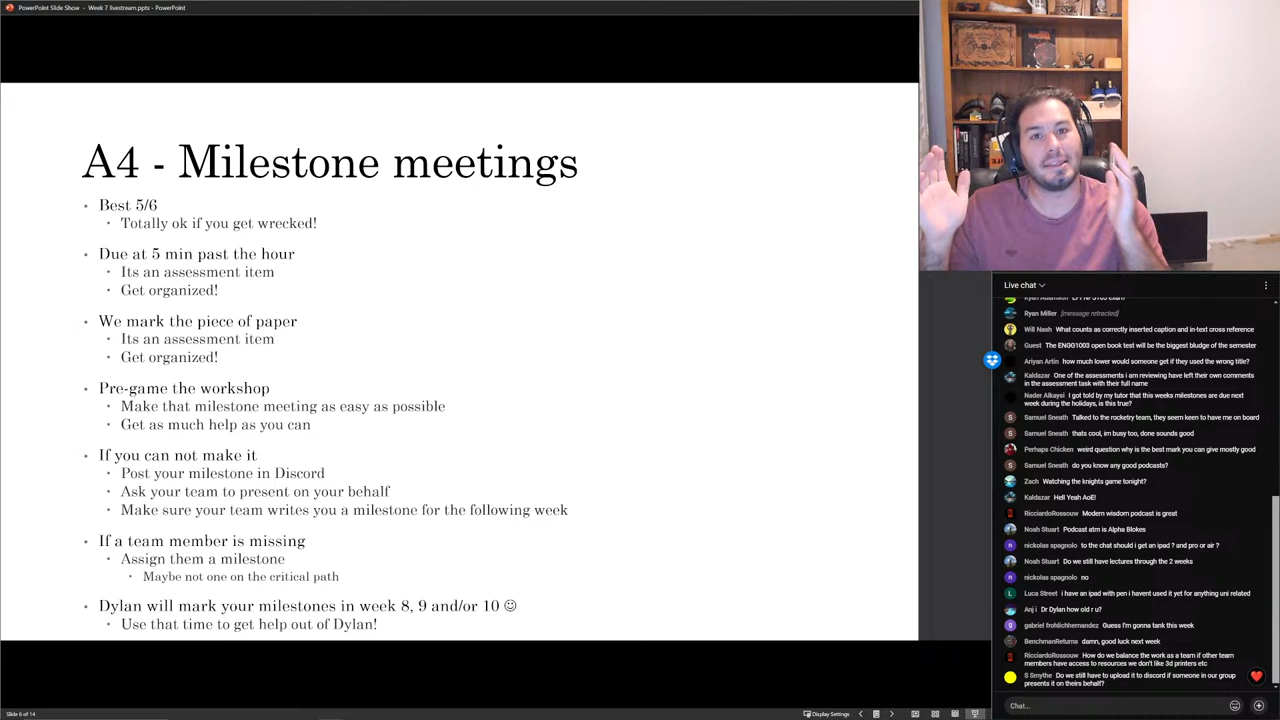 PowerPoint Slide Show - Week 7 livestream.pptx - PowerPoint
A4 - Milestone meetings
Best 5/6
Totally ok if you get wrecked!
Due at 5 min past the hour
Its an assessment item
Get organized!
We mark the piece of paper
Its an assessment item
Get organized!
Pre-game the workshop
Make that milestone meeting as easy as possible
Get as much help as you can
If you can not make it
Post your milestone in Discord
Ask your team to present on your behalf
Make sure your team writes you a milestone for the following week
If a team member is missing
Assign them a milestone
Maybe not one on the critical path
Dylan will mark your milestones in week 8, 9 and/or 10 ☺
Use that time to get help out of Dylan!
Slide 6 of 14
Display Settings
Live chat
Ryan Miller [message retracted]
Will Nash What counts as correctly inserted caption and in-text cross reference
Guest The ENGG1003 open book test will be the biggest bludge of the semester
Ariyan Artin how much lower would someone get if they used the wrong title?
Kaldazar One of the assessments i am reviewing have left their own comments
in the assessment task with their full name
Nader Alkaysi I got told by my tutor that this weeks milestones are due next
week during the holidays, is this true?
S Samuel Sneath Talked to the rocketry team, they seem keen to have me on board
S Samuel Sneath thats cool, im busy too, done sounds good
Perhaps Chicken weird question why is the best mark you can give mostly good
S Samuel Sneath do you know any good podcasts?
Zach Watching the knights game tonight?
Kaldazar Hell Yeah AoE!
RicciardoRossouw Modern wisdom podcast is great
Noah Stuart Podcast atm is Alpha Blokes
n nickolas spagnolo to the chat should i get an ipad ? and pro or air ?
Noah Stuart Do we still have lectures through the 2 weeks
n nickolas spagnolo no
L Luca Street i have an ipad with pen i havent used it yet for anything uni related
Anj i Dr Dylan how old r u?
g gabriel frohlichhernandez Guess I'm gonna tank this week
BenchmanReturns damn, good luck next week
RicciardoRossouw How do we balance the work as a team if other team
members have access to resources we don't like 3d printers etc
S Smythe Do we still have to upload it to discord if someone in our group
presents it on theirs behalf?
Chat...